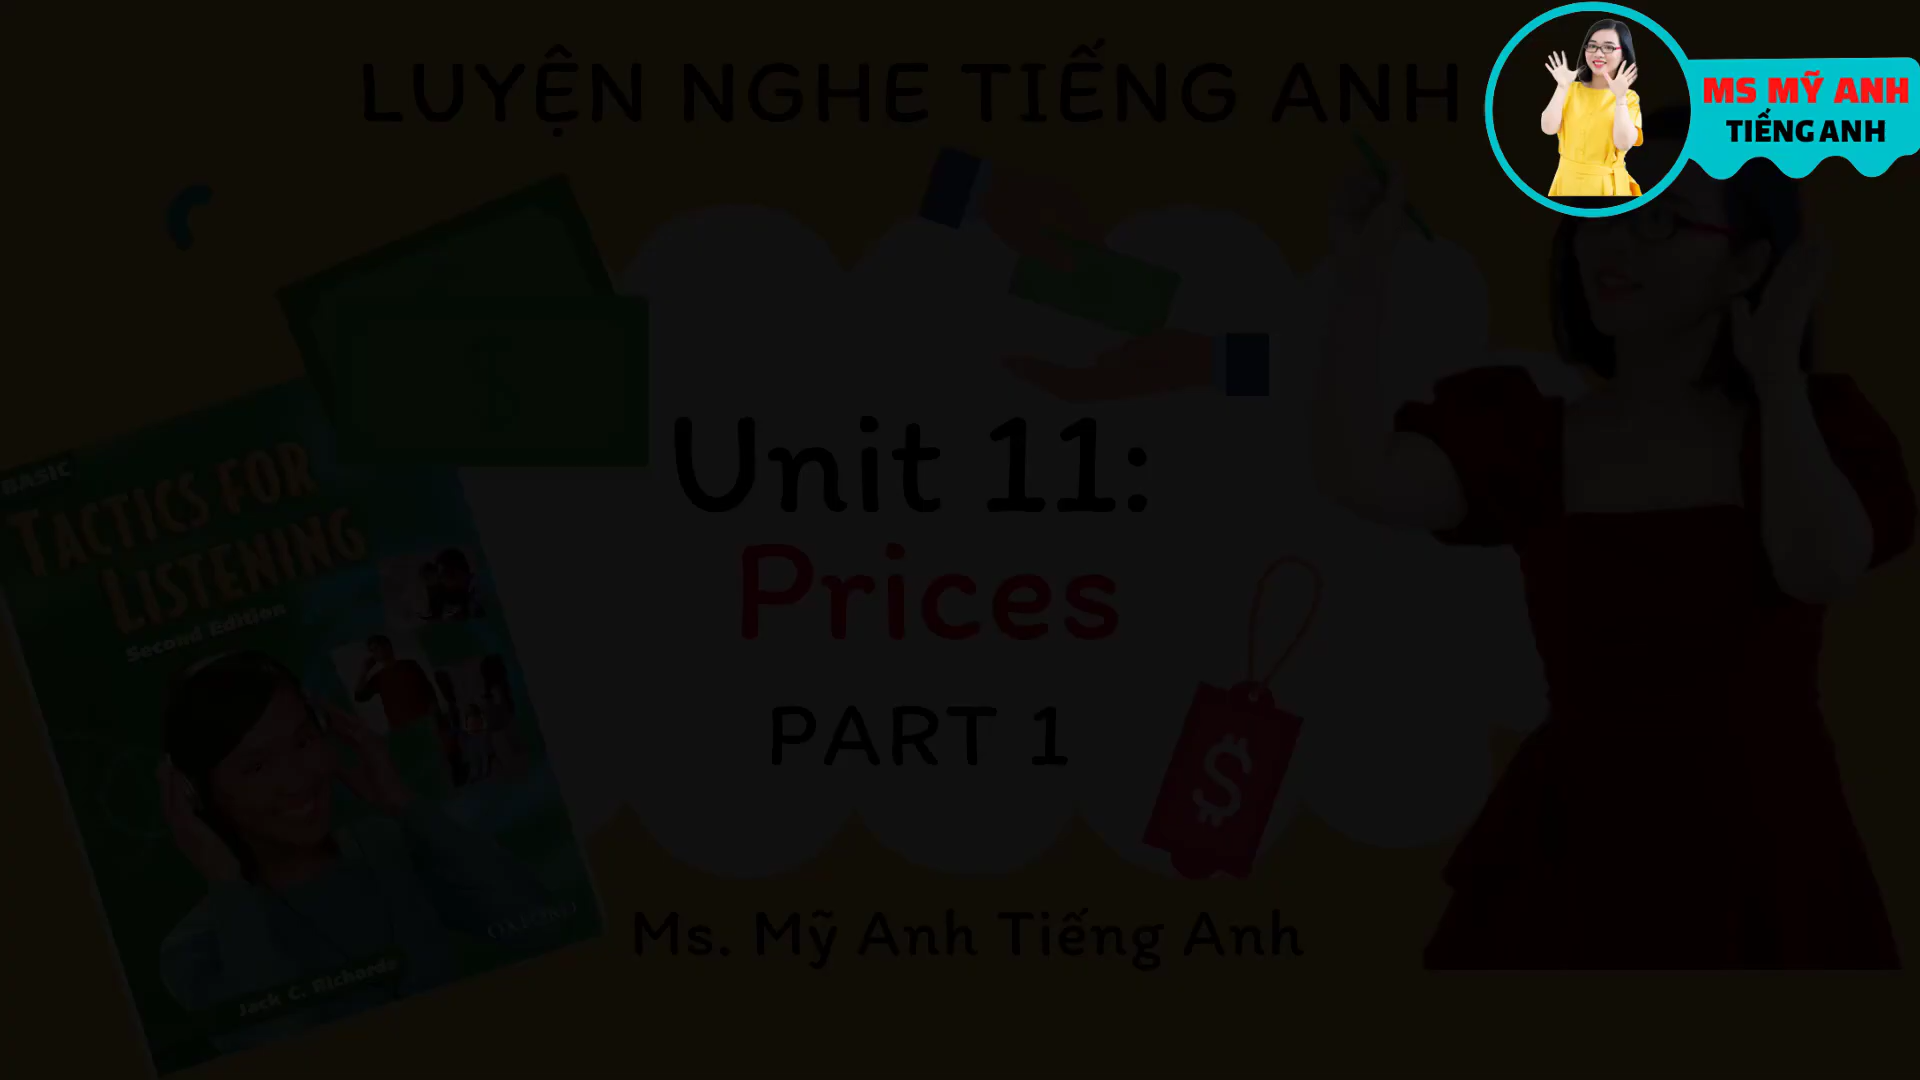 LUYỆN NGHE TIẾNG ANH
MS MỸ ANH
TIẾNG ANH
BASIC
TACTICS FOR
LISTENING
Second Edition
Unit 11:
Prices
PART 1
$
OXFORD
Jack C. Richards
Ms. Mỹ Anh Tiếng Anh